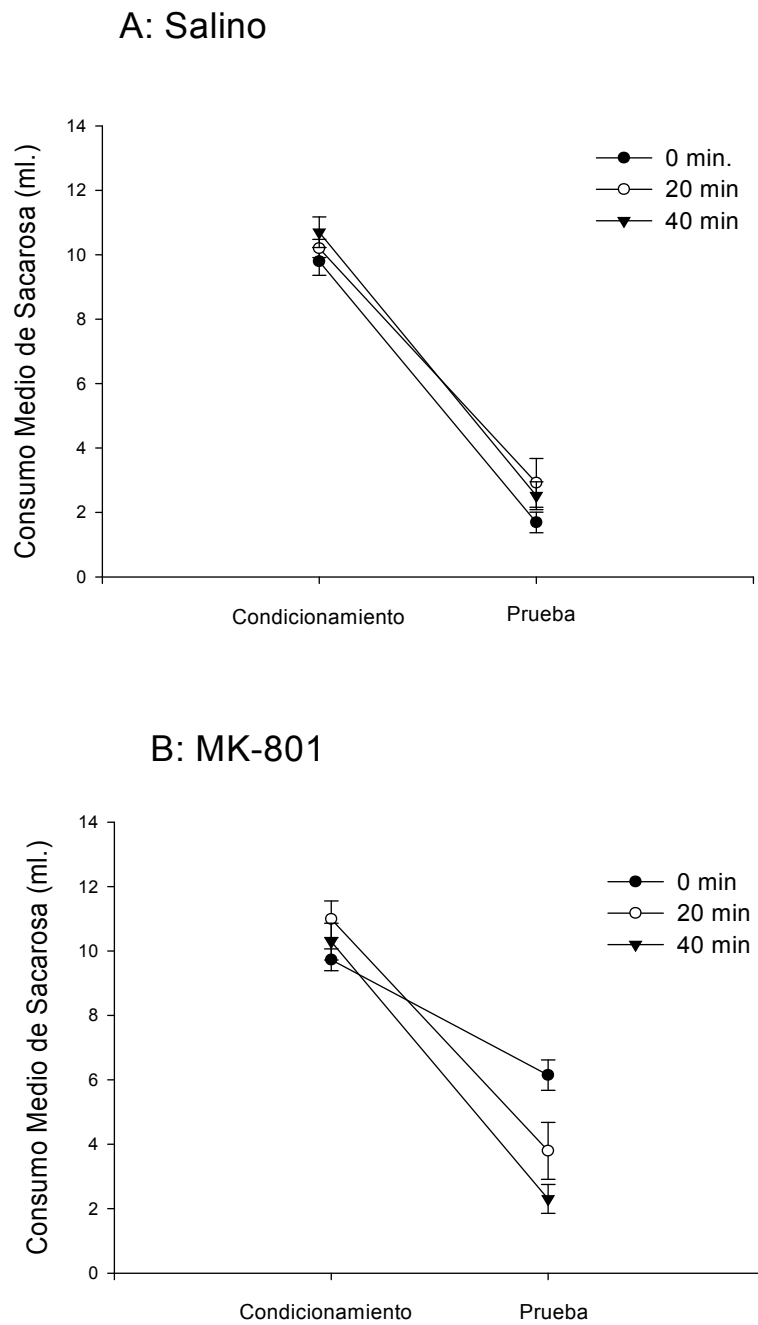 A: Salino
Consumo Medio de Sacarosa (ml.)
14
12
10
8
6
4
2
0
0 min.
20 min
40 min
Condicionamiento
Prueba
B: MK-801
Consumo Medio de Sacarosa (ml.)
14
12
10
8
6
4
2
0
0 min
20 min
40 min
Condicionamiento
Prueba